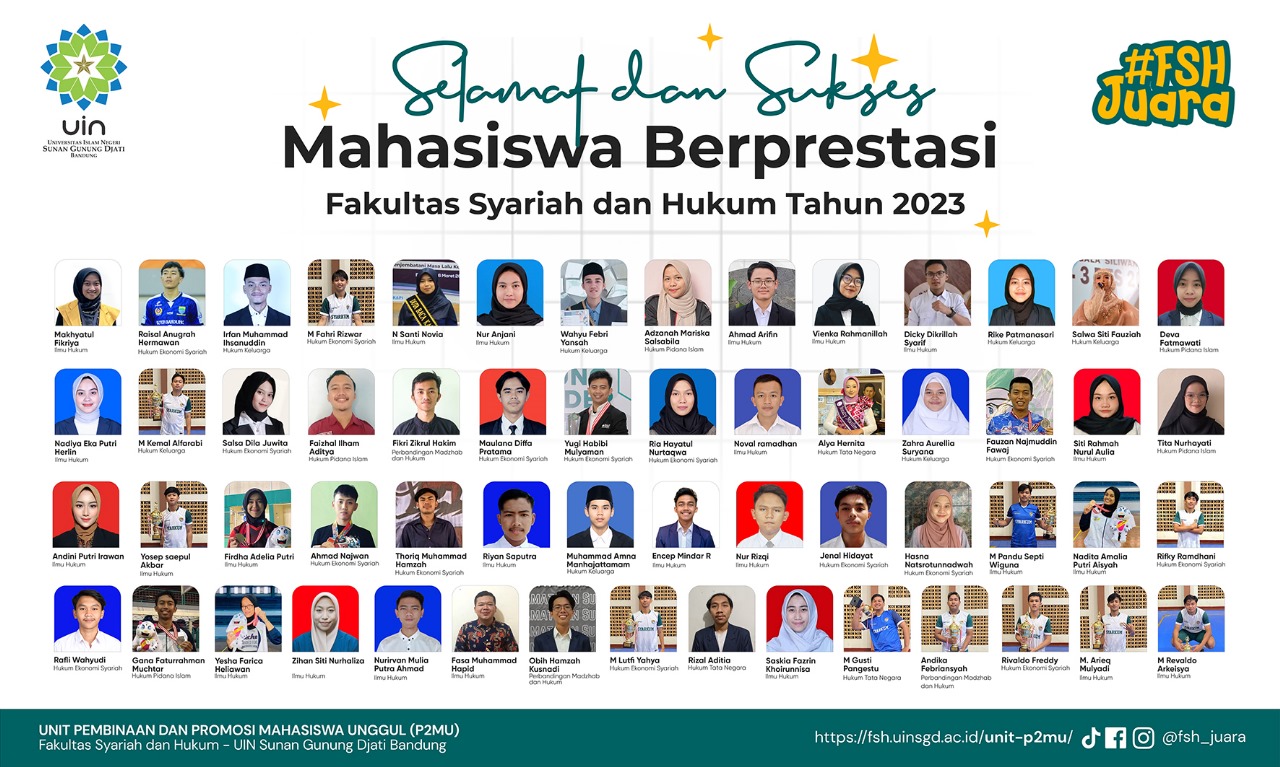 uin
UNIVERSITAS ISLAM NEGERI
SUNAN GUNUNG DJATI
BANDUNG
Selamat dan Sukses
Mahasiswa Berprestasi
Fakultas Syariah dan Hukum Tahun 2023
#FSH
Juara
Makhyatul
Fikriya
Ilmu Hukum
Raisal Anugrah
Hermawan
Hukum Ekonomi Syariah
Irfan Muhammad
Ihsanuddin
Hukum Keluarga
M Fahri Rizwar
Hukum Ekonomi Syariah
N Santi Novia
Ilmu Hukum
Nur Anjani
Ilmu Hukum
Wahyu Febri
Yansah
Hukum Keluarga
Adzanah Mariska
Salsabila
Hukum Pidana Islam
Ahmad Arifin
Ilmu Hukum
Vienka Rahmanillah
Ilmu Hukum
Dicky Dikrillah
Syarif
Ilmu Hukum
Rike Patmanasari
Hukum Keluarga
Salwa Siti Fauziah
Hukum Keluarga
Deva
Fatmawati
Hukum Pidana Islam
Nadiya Eka Putri
Herlin
Ilmu Hukum
M Kemal Alfarabi
Hukum Keluarga
Salsa Dila Juwita
Ilmu Hukum
Faizhal Ilham
Aditya
Hukum Pidana Islam
Fikri Zikrul Hakim
Perbandingan Madzhab
dan Hukum
Maulana Diffa
Pratama
Hukum Ekonomi Syariah
Yugi Habibi
Mulyaman
Hukum Ekonomi Syariah
Ria Hayatul
Nurtaqwa
Hukum Ekonomi Syariah
Noval ramadhan
Ilmu Hukum
Alya Hernita
Hukum Tata Negara
Zahra Aurellia
Suryana
Hukum Keluarga
Fauzan Najmuddin
Fawaj
Hukum Ekonomi Syariah
Siti Rahmah
Nurul Aulia
Ilmu Hukum
Tita Nurhayati
Hukum Pidana Islam
Andini Putri Irawan
Ilmu Hukum
Yosep saepul
Akbar
Ilmu Hukum
Firdha Adelia Putri
Ilmu Hukum
Ahmad Najwan
Hukum Ekonomi Syariah
Thoriq Muhammad
Hamzah
Hukum Ekonomi Syariah
Riyan Saputra
Ilmu Hukum
Muhammad Amna
Manhajattamam
Hukum Keluarga
Encep Mindar R
Ilmu Hukum
Nur Rizqi
Ilmu Hukum
Jenal Hidayat
Ilmu Hukum
Hasna
Natsrotunnadwah
Hukum Ekonomi Syariah
M Pandu Septi
Wiguna
Ilmu Hukum
Nadita Amalia
Putri Aisyah
Ilmu Hukum
Rifky Ramdhani
Hukum Ekonomi Syariah
Rafli Wahyudi
Hukum Ekonomi Syariah
Gana Faturrahman
Muchtar
Hukum Pidana Islam
Yesha Farica
Heliawan
Ilmu Hukum
Zihan Siti Nurhaliza
Ilmu Hukum
Nurirvan Mulia
Putra Ahmad
Ilmu Hukum
Fasa Muhammad
Hapid
Ilmu Hukum
Obih Hamzah
Kusnadi
Perbandingan Madzhab
dan Hukum
M Lutfi Yahya
Hukum Ekonomi Syariah
Rizal Aditia
Hukum Tata Negara
Saskia Fazrin
Khoirunnisa
Ilmu Hukum
M Gusti
Pangestu
Hukum Tata Negara
Andika
Febriansyah
Perbandingan Madzhab
dan Hukum
Rivaldo Freddy
Hukum Ekonomi Syariah
M. Arieq
Mulyadi
Ilmu Hukum
M Revaldo
Arkeisya
Ilmu Hukum
UNIT PEMBINAAN DAN PROMOSI MAHASISWA UNGGUL (P2MU)
Fakultas Syariah dan Hukum - UIN Sunan Gunung Djati Bandung
https://fsh.uinsgd.ac.id/unit-p2mu/ @fsh_juara